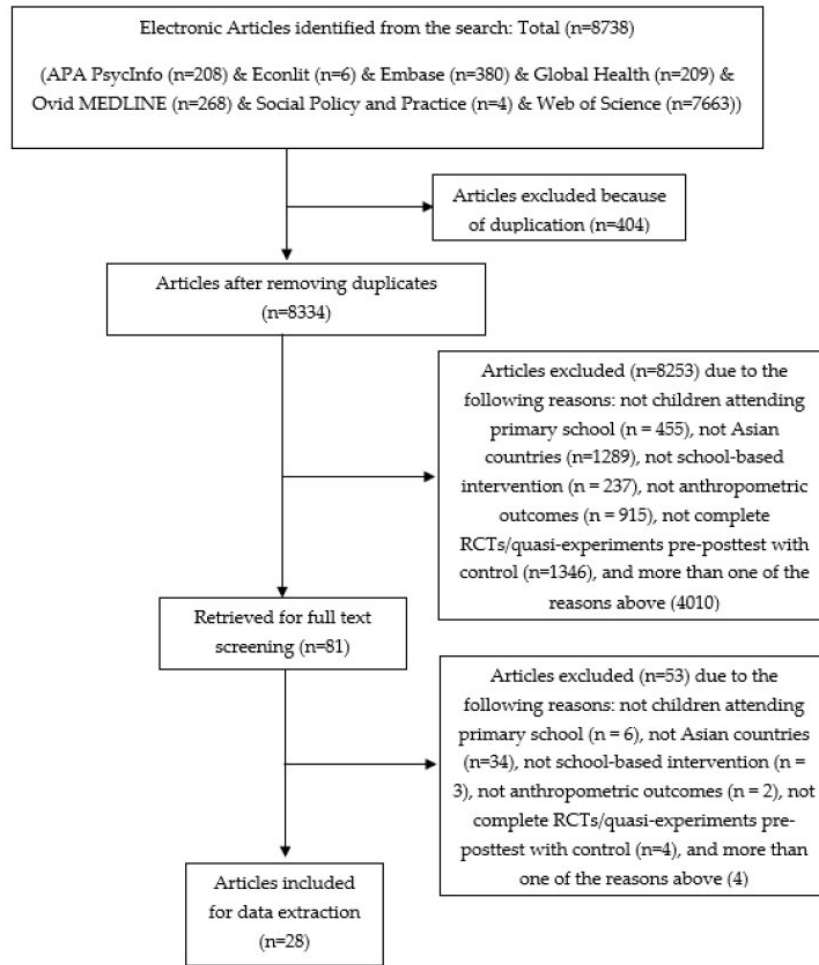 Electronic Articles identified from the search: Total (n=8738)
(APA PsycInfo (n=208) & Econlit (n=6) & Embase (n=380) & Global Health (n=209) &
Ovid MEDLINE (n=268) & Social Policy and Practice (n=4) & Web of Science (n=7663))
Articles excluded because
of duplication (n=404)
Articles after removing duplicates
(n=8334)
Articles excluded (n=8253) due to the
following reasons: not children attending
primary school (n = 455), not Asian
countries (n=1289), not school-based
intervention (n = 237), not anthropometric
outcomes (n = 915), not complete
RCTs/quasi-experiments pre-posttest with
control (n=1346), and more than one of the
reasons above (4010)
Retrieved for full text
screening (n=81)
Articles excluded (n=53) due to the
following reasons: not children attending
primary school (n = 6), not Asian countries
(n=34), not school-based intervention (n =
3), not anthropometric outcomes (n = 2), not
complete RCTs/quasi-experiments pre-
posttest with control (n=4), and more than
one of the reasons above (4)
Articles included
for data extraction
(n=28)